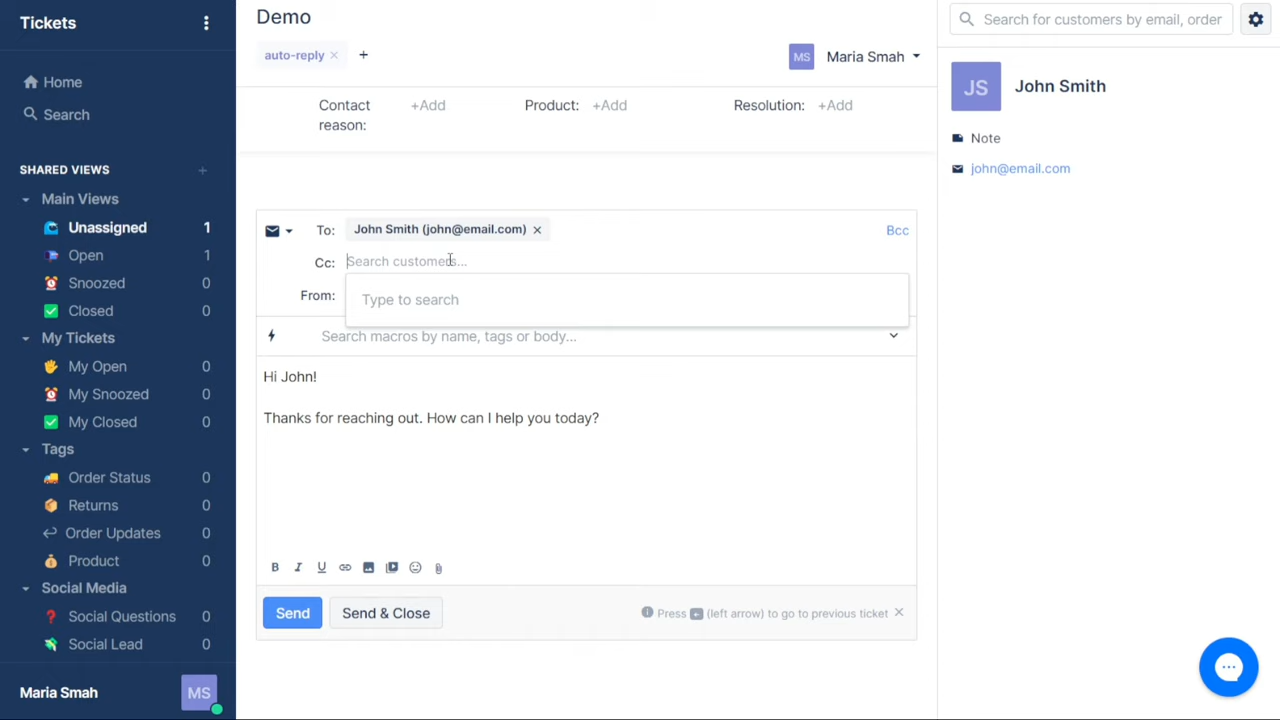 Tickets
Home
Search
SHARED VIEWS +
Main Views
Unassigned 1
Open 1
Snoozed 0
Closed 0
My Tickets
My Open 0
My Snoozed 0
My Closed 0
Tags
Order Status 0
Returns 0
Order Updates 0
Product 0
Social Media
Social Questions 0
Social Lead 0
Maria Smah MS
Demo
auto-reply × +
MS Maria Smah
Contact reason: +Add Product: +Add Resolution: +Add
To: John Smith (john@email.com) × Bcc
Cc: Search customers...
From:
Type to search
Search macros by name, tags or body...
Hi John!
Thanks for reaching out. How can I help you today?
B I U
Send Send & Close Press (left arrow) to go to previous ticket ×
Search for customers by email, order
JS John Smith
Note
john@email.com